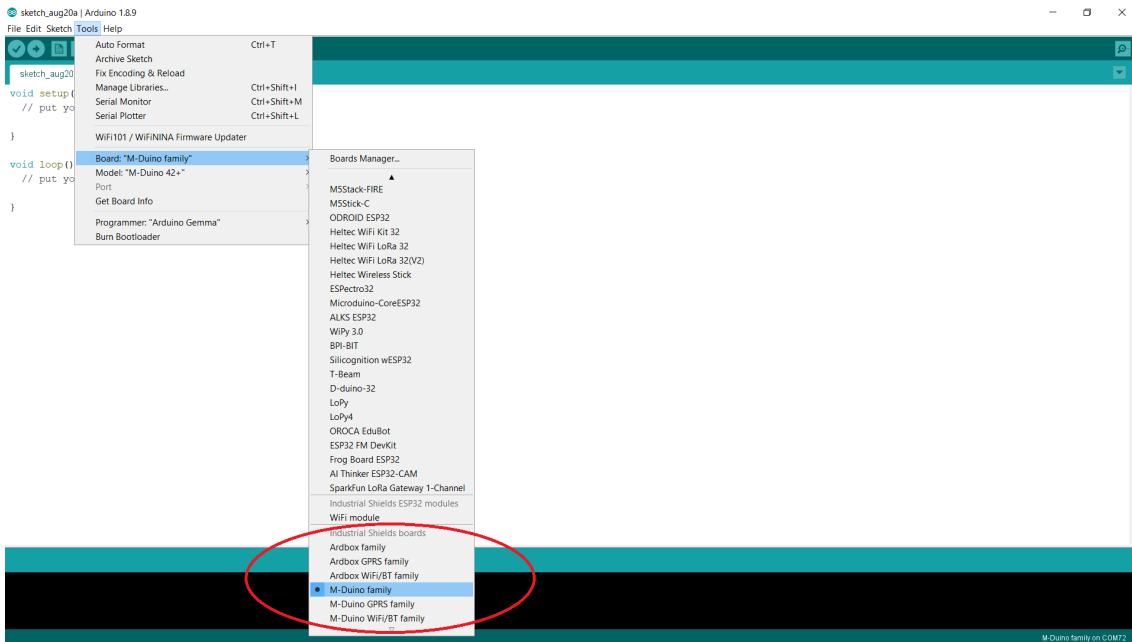 sketch_aug20a | Arduino 1.8.9
File Edit Sketch Tools Help
sketch_aug20
void setup(
// put yo
}
void loop()
// put yo
}
Auto Format Ctrl+T
Archive Sketch
Fix Encoding & Reload
Manage Libraries... Ctrl+Shift+I
Serial Monitor Ctrl+Shift+M
Serial Plotter Ctrl+Shift+L
WiFi101 / WiFiNINA Firmware Updater
Board: "M-Duino family"
Model: "M-Duino 42+"
Port
Get Board Info
Programmer: "Arduino Gemma"
Burn Bootloader
Boards Manager...
M5Stack-FIRE
M5Stick-C
ODROID ESP32
Heltec WiFi Kit 32
Heltec WiFi LoRa 32
Heltec WiFi LoRa 32(V2)
Heltec Wireless Stick
ESPectro32
Microduino-CoreESP32
ALKS ESP32
WiPy 3.0
BPI-BIT
Silicognition wESP32
T-Beam
D-duino-32
LoPy
LoPy4
OROCA EduBot
ESP32 FM DevKit
Frog Board ESP32
AI Thinker ESP32-CAM
SparkFun LoRa Gateway 1-Channel
Industrial Shields ESP32 modules
WiFi module
Industrial Shields boards
Ardbox family
Ardbox GPRS family
Ardbox WiFi/BT family
M-Duino family
M-Duino GPRS family
M-Duino WiFi/BT family
M-Duino family on COM72